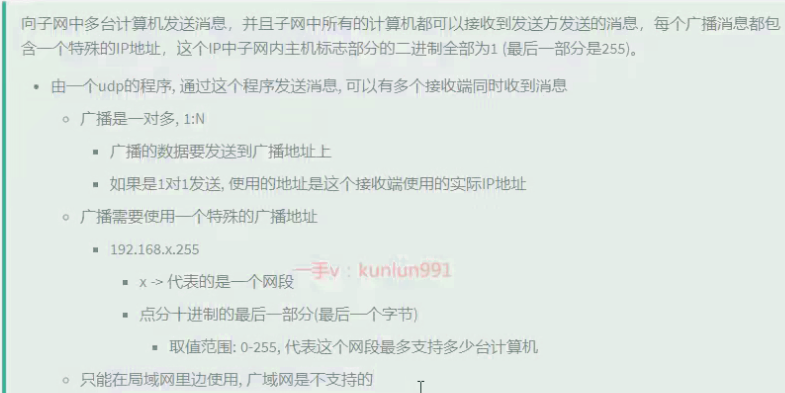 向子网中多台计算机发送消息，并且子网中所有的计算机都可以接收到发送方发送的消息，每个广播消息都包
含一个特殊的IP地址，这个IP中子网内主机标志部分的二进制全部为1 (最后一部分是255)。
由一个udp的程序, 通过这个程序发送消息, 可以有多个接收端同时收到消息
广播是一对多, 1:N
广播的数据要发送到广播地址上
如果是1对1发送, 使用的地址是这个接收端使用的实际IP地址
广播需要使用一个特殊的广播地址
192.168.x.255
一手v：kunlun991
x -> 代表的是一个网段
点分十进制的最后一部分(最后一个字节)
取值范围: 0-255, 代表这个网段最多支持多少台计算机
只能在局域网里边使用, 广域网是不支持的